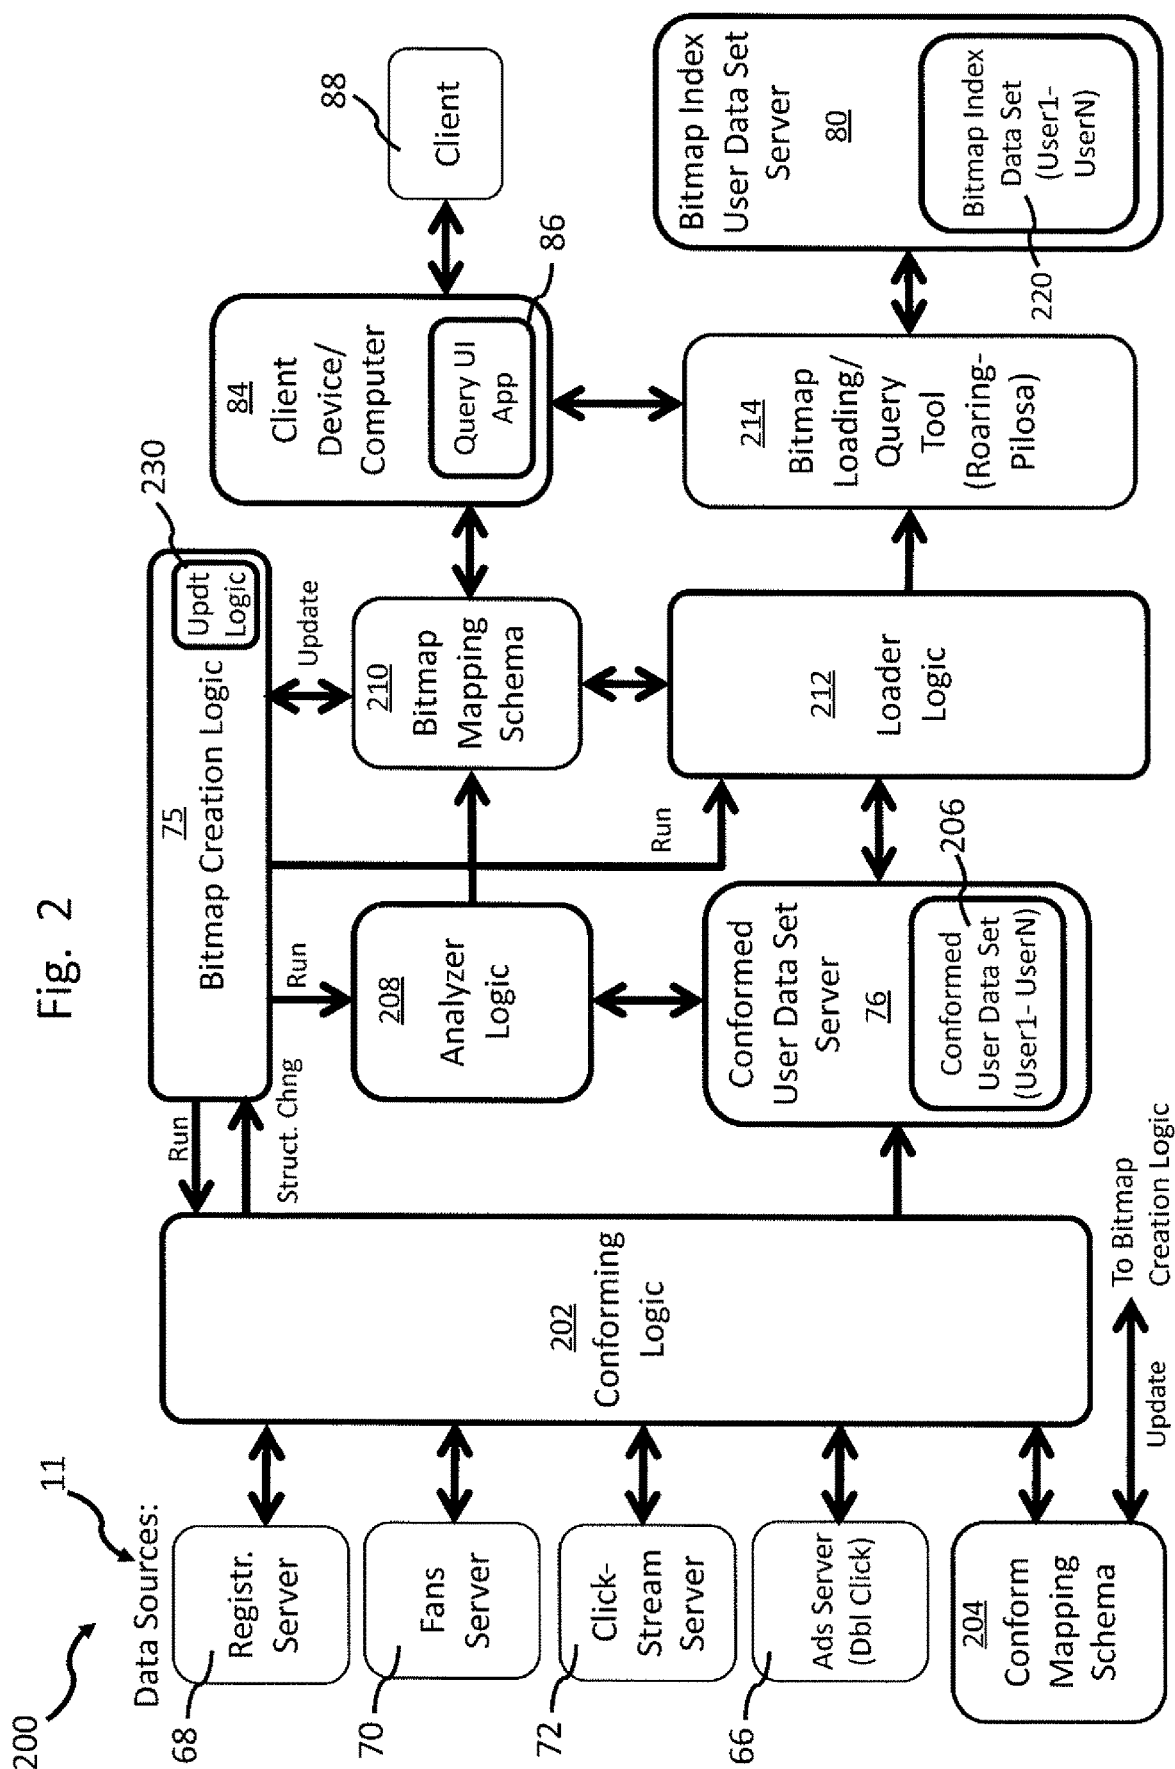 Fig. 2
200
Data Sources:
11
68
Registr.
Server
70
Fans
Server
72
Click-
Stream
Server
66
Ads Server
(Dbl Click)
204
Conform
Mapping
Schema
Update
To Bitmap
Creation Logic
202
Conforming
Logic
Run
Struct. Chng
75
Bitmap Creation Logic
Updt
Logic
230
Run
208
Analyzer
Logic
Conformed
User Data Set
Server
76
Conformed
User Data Set
(User1- UserN)
206
Run
Update
210
Bitmap
Mapping
Schema
212
Loader
Logic
84
Client
Device/
Computer
Query UI
App
86
88
Client
214
Bitmap
Loading/
Query
Tool
(Roaring-
Pilosa)
Bitmap Index
User Data Set
Server
80
Bitmap Index
Data Set
(User1-
UserN)
220